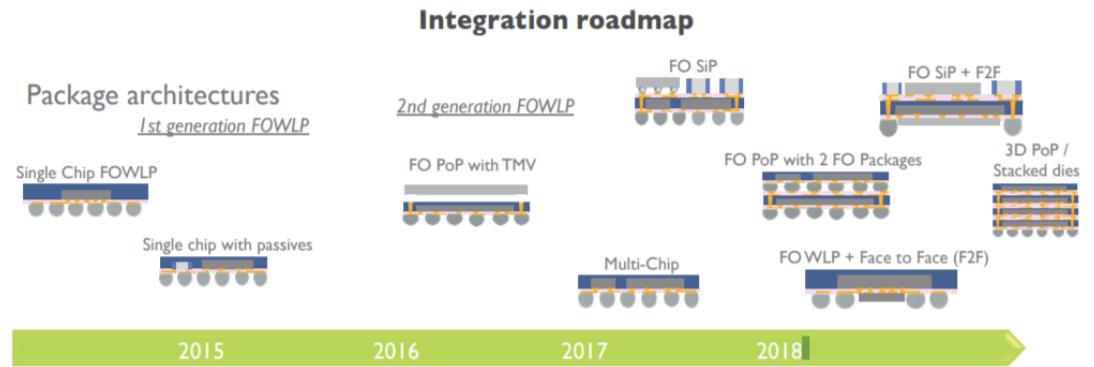 Integration roadmap
Package architectures
1st generation FOWLP
2nd generation FOWLP
FO SiP
FO SiP + F2F
Single Chip FOWLP
FO PoP with TMV
FO PoP with 2 FO Packages
3D PoP /
Stacked dies
Single chip with passives
Multi-Chip
FO WLP + Face to Face (F2F)
2015
2016
2017
2018